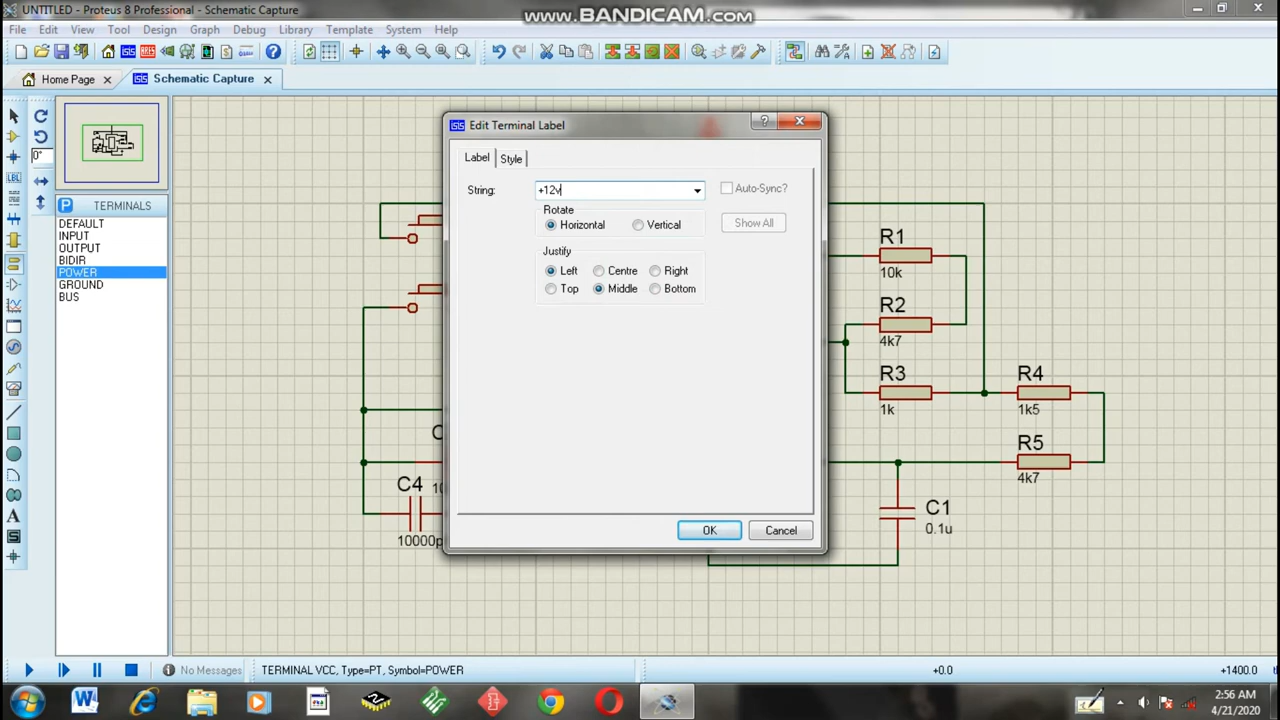 UNTITLED - Proteus 8 Professional - Schematic Capture
www.BANDICAM.com
File Edit View Tool Design Graph Debug Library Template System Help
Home Page
Schematic Capture
Edit Terminal Label
Label
Style
String:
+12v
Auto-Sync?
Rotate
Horizontal
Vertical
Show All
Justify
Left
Centre
Right
Top
Middle
Bottom
OK
Cancel
0°
LBL
P
TERMINALS
DEFAULT
INPUT
OUTPUT
BIDIR
POWER
GROUND
BUS
R1
10k
R2
4k7
R3
1k
R4
1k5
R5
4k7
C4
10000p
C1
0.1u
No Messages
TERMINAL VCC, Type=PT, Symbol=POWER
+0.0
+1400.0
2:56 AM
4/21/2020